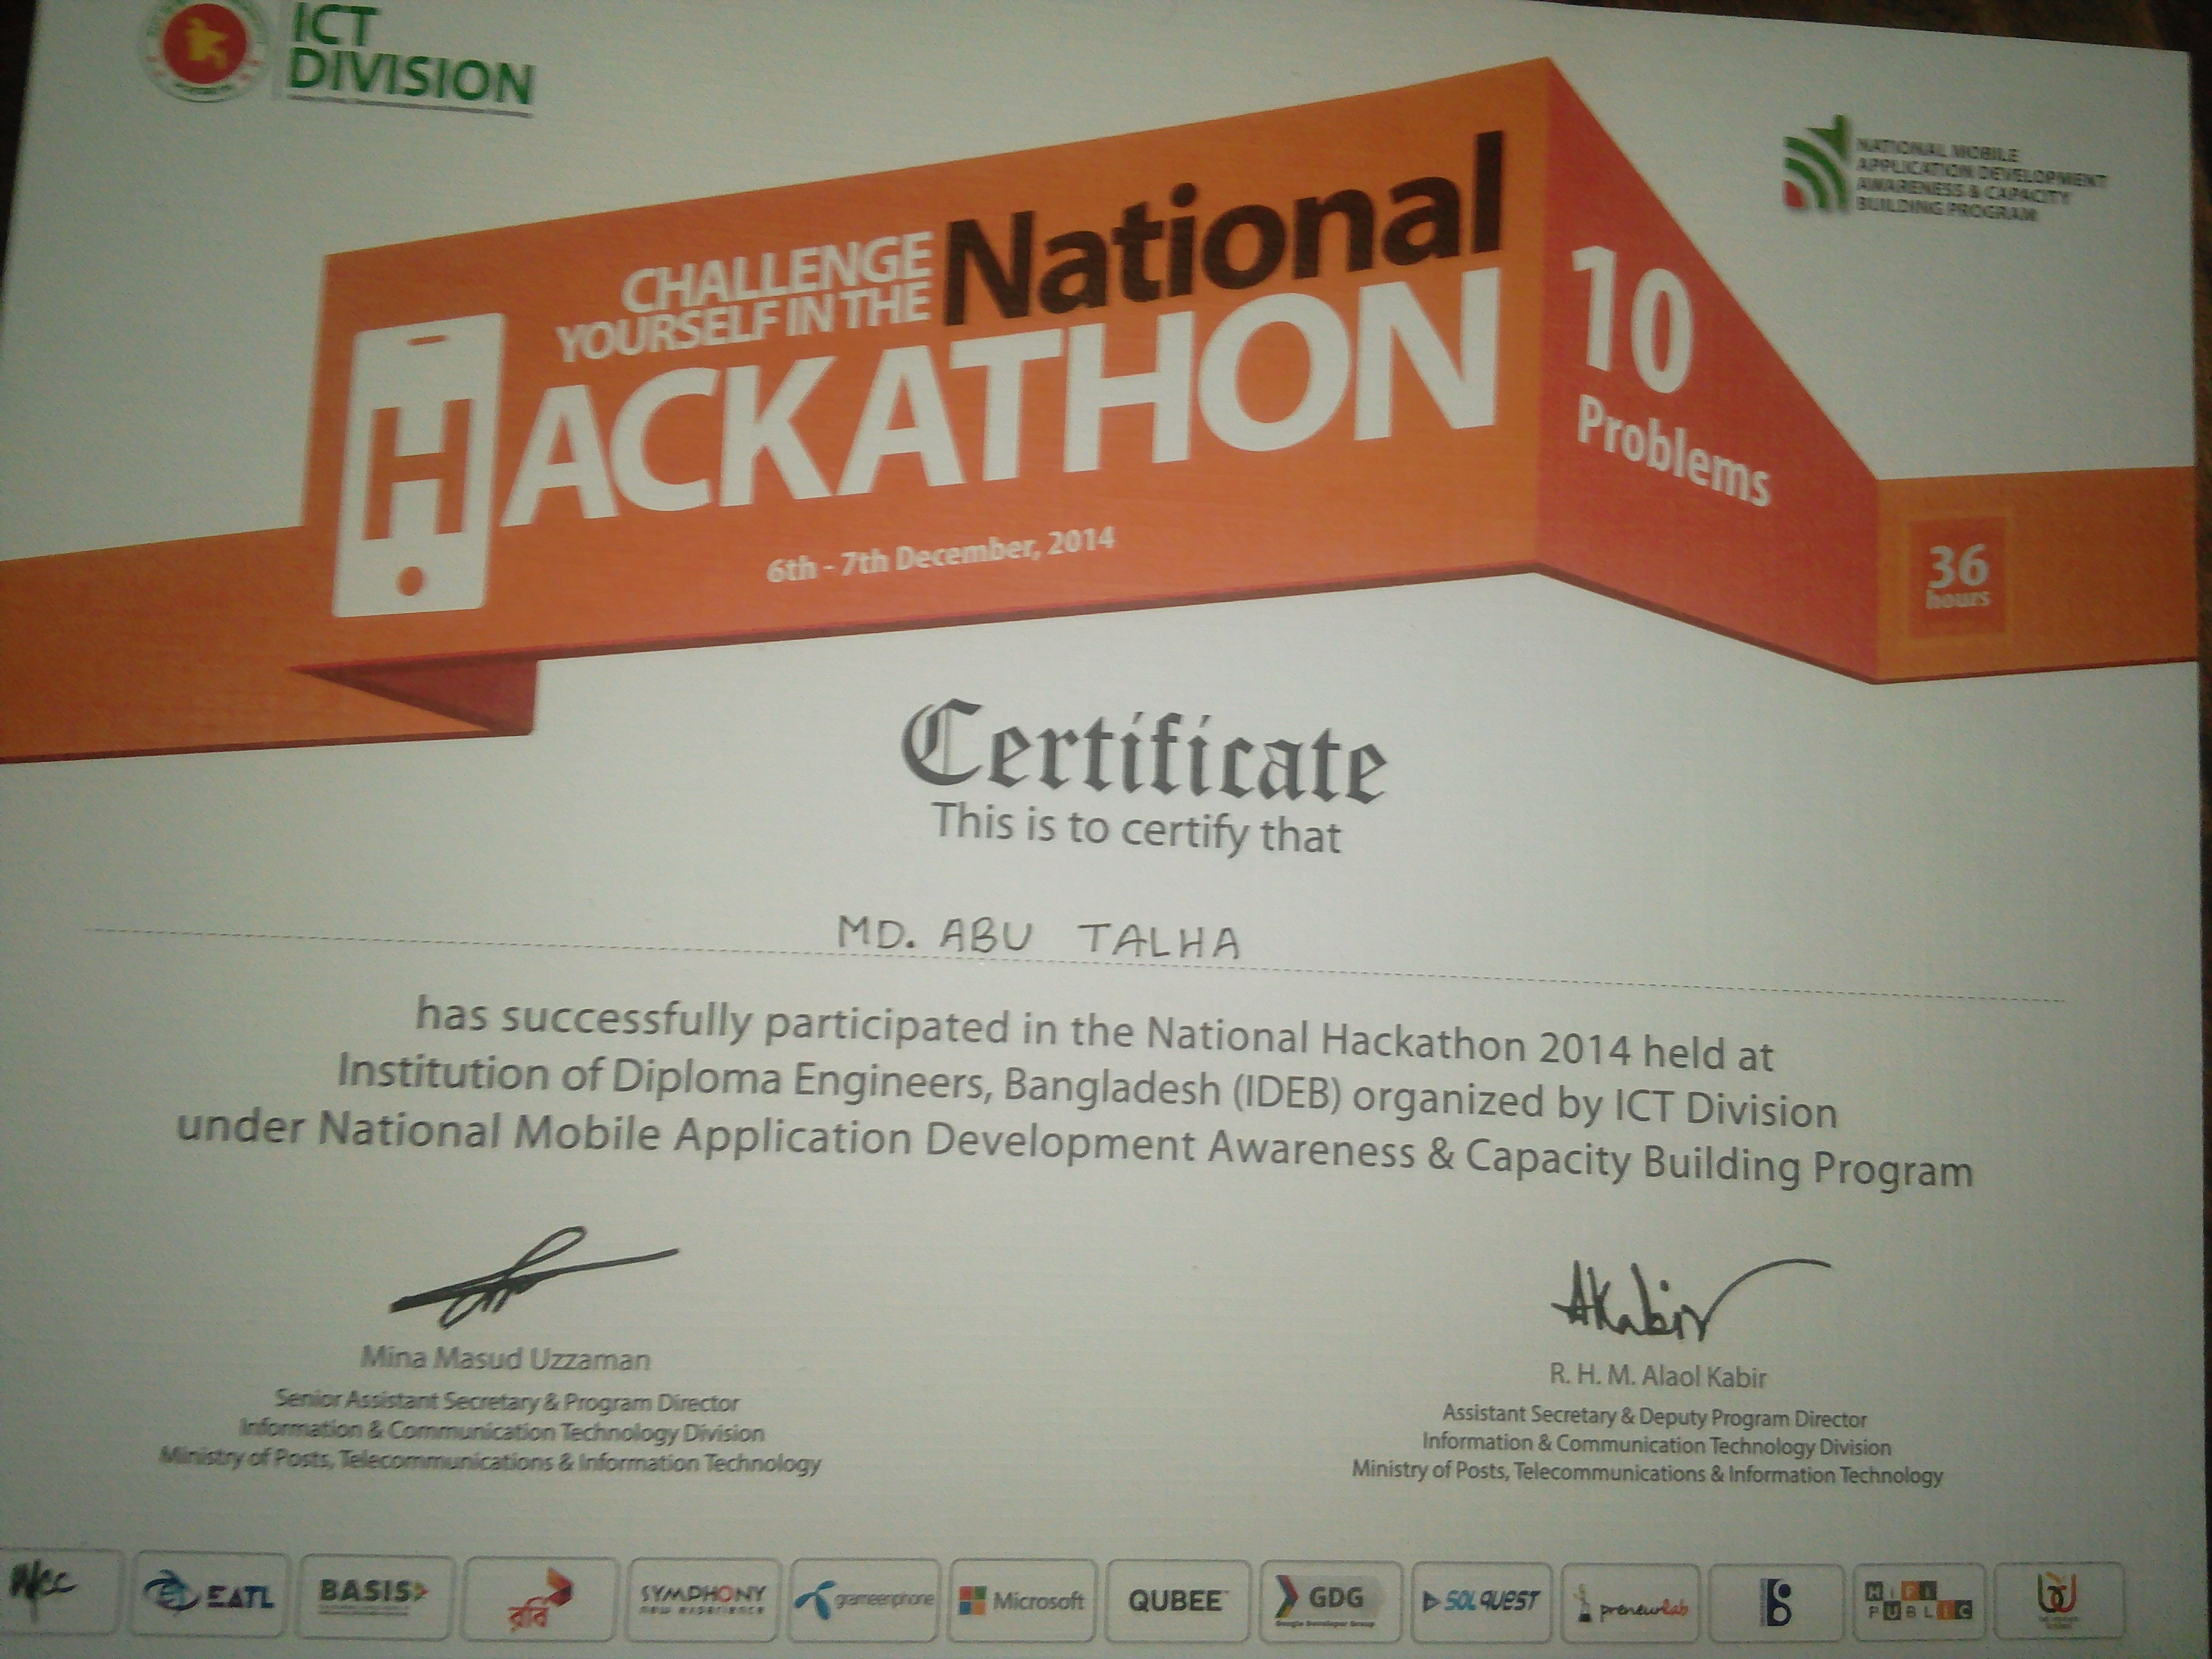 ICT
DIVISION
NATIONAL MOBILE
APPLICATION DEVELOPMENT
AWARENESS & CAPACITY
BUILDING PROGRAM
CHALLENGE
YOURSELF IN THE
National
HACKATHON
10
Problems
36
hours
6th - 7th December, 2014
Certificate
This is to certify that
MD. ABU TALHA
has successfully participated in the National Hackathon 2014 held at
Institution of Diploma Engineers, Bangladesh (IDEB) organized by ICT Division
under National Mobile Application Development Awareness & Capacity Building Program
AKabir
Mina Masud Uzzaman
Senior Assistant Secretary & Program Director
Information & Communication Technology Division
Ministry of Posts, Telecommunications & Information Technology
R. H. M. Alaol Kabir
Assistant Secretary & Deputy Program Director
Information & Communication Technology Division
Ministry of Posts, Telecommunications & Information Technology
EATL
BASIS
রবি
SYMPHONY
new experience
grameenphone
Microsoft
QUBEE
GDG
Google Developer Group
SOLQUEST
preneurlab
HIFI
PUBLIC